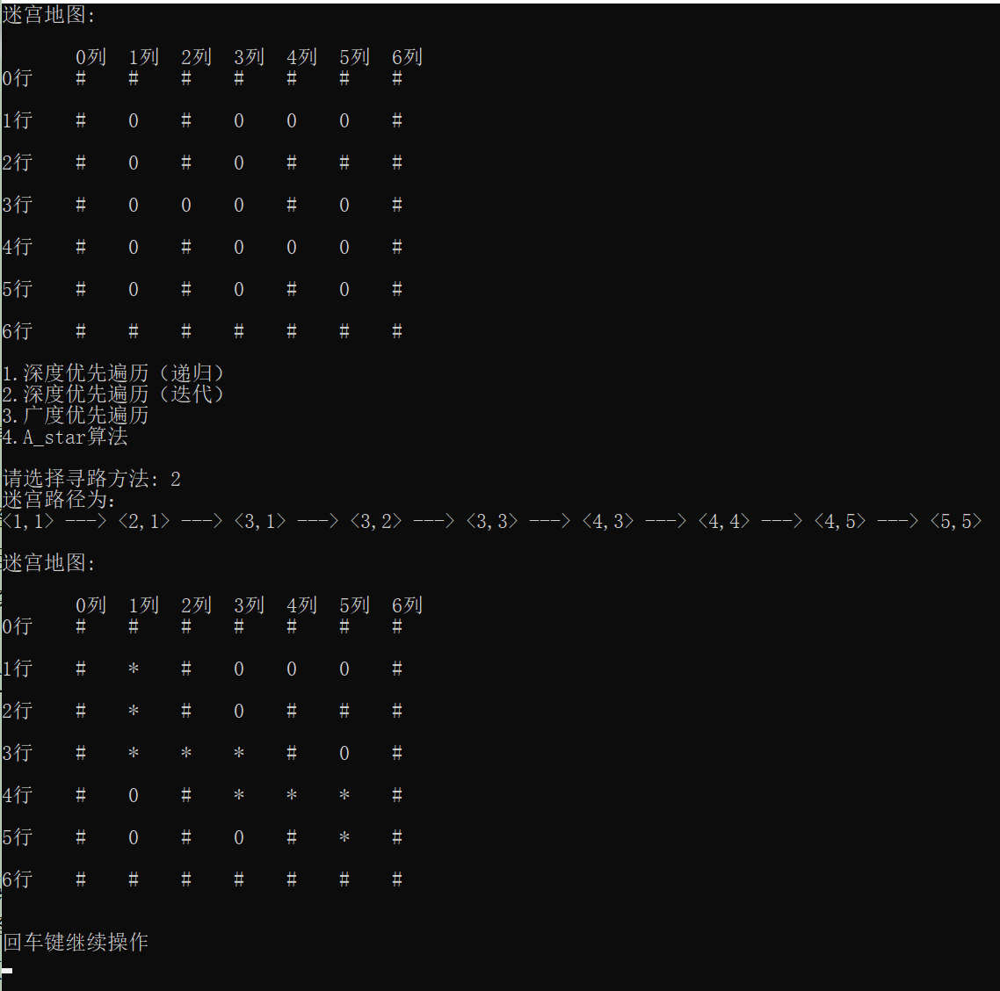 迷宫地图:
0列 1列 2列 3列 4列 5列 6列
0行 # # # # # # #
1行 # 0 # 0 0 0 #
2行 # 0 # 0 # # #
3行 # 0 0 0 # 0 #
4行 # 0 # 0 0 0 #
5行 # 0 # 0 # 0 #
6行 # # # # # # #
1.深度优先遍历（递归）
2.深度优先遍历（迭代）
3.广度优先遍历
4.A_star算法
请选择寻路方法: 2
迷宫路径为：
<1,1> ---> <2,1> ---> <3,1> ---> <3,2> ---> <3,3> ---> <4,3> ---> <4,4> ---> <4,5> ---> <5,5>
迷宫地图:
0列 1列 2列 3列 4列 5列 6列
0行 # # # # # # #
1行 # * # 0 0 0 #
2行 # * # 0 # # #
3行 # * * * # 0 #
4行 # 0 # * * * #
5行 # 0 # 0 # * #
6行 # # # # # # #
回车键继续操作